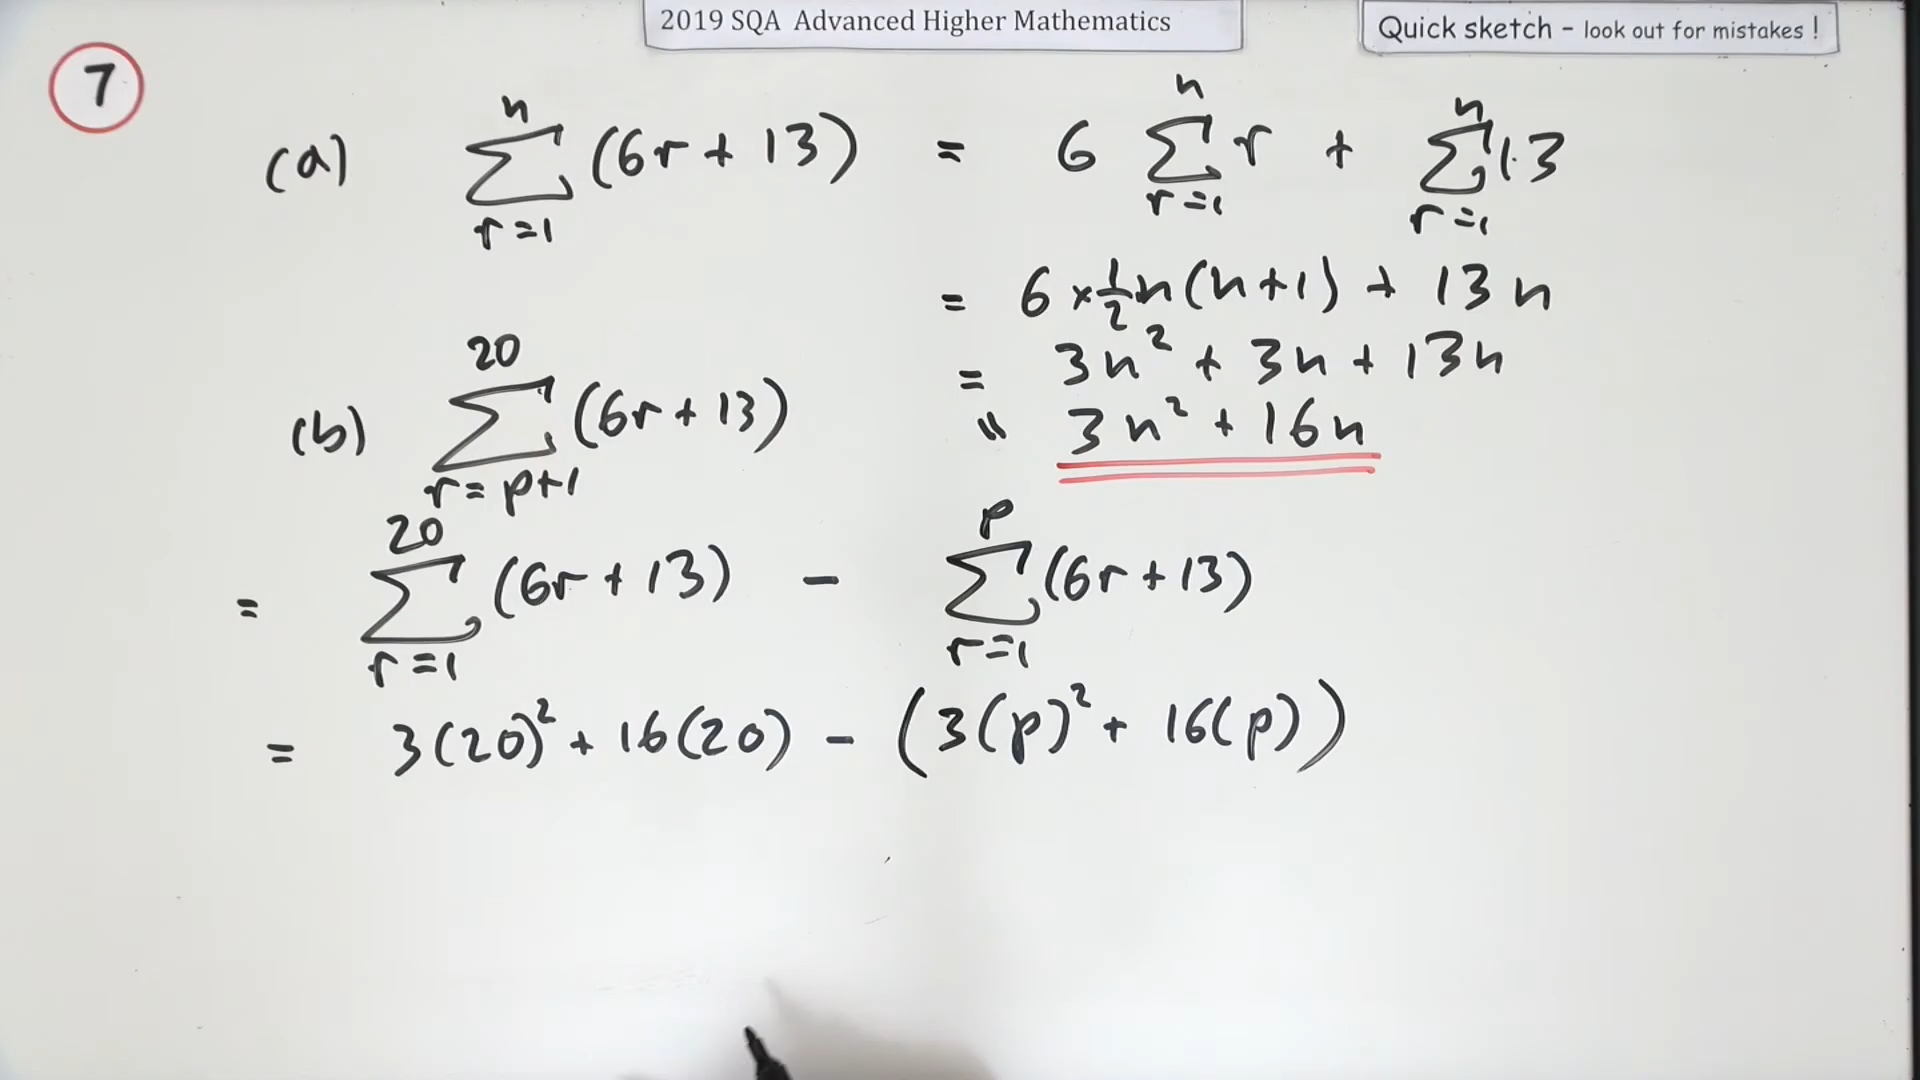 2019 SQA Advanced Higher Mathematics
Quick sketch – look out for mistakes !
7
(a) ∑_{r=1}^{n} (6r + 13) = 6 ∑_{r=1}^{n} r + ∑_{r=1}^{n} 13
= 6 × ½n(n+1) + 13n
= 3n² + 3n + 13n
= 3n² + 16n
(b) ∑_{r=p+1}^{20} (6r + 13)
= ∑_{r=1}^{20} (6r + 13) − ∑_{r=1}^{p} (6r + 13)
= 3(20)² + 16(20) − (3(p)² + 16(p))